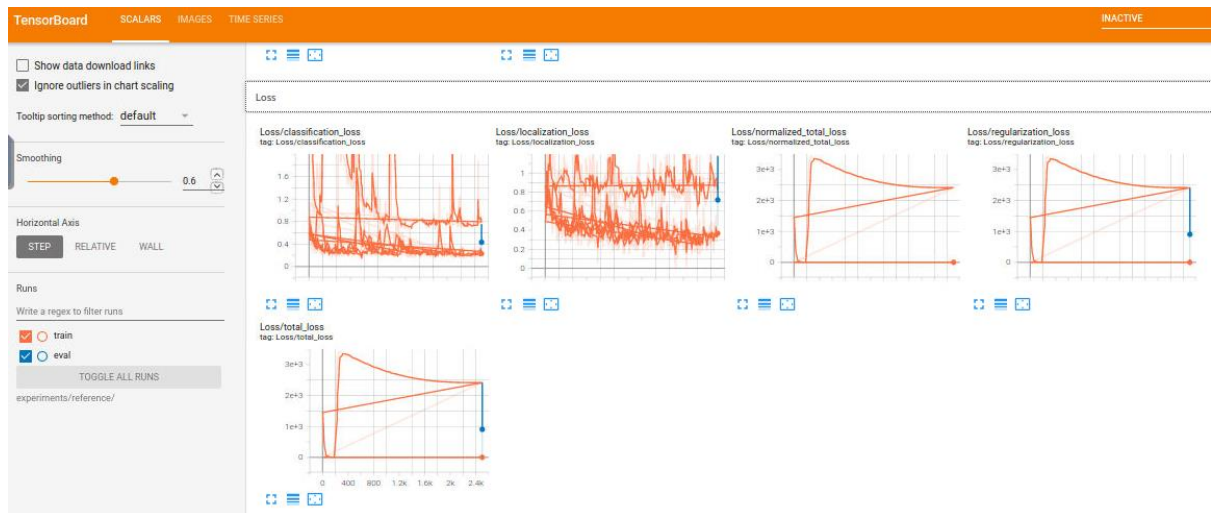 TensorBoard SCALARS IMAGES TIME SERIES INACTIVE
Show data download links
Ignore outliers in chart scaling
Tooltip sorting method: default
Smoothing
0.6
Horizontal Axis
STEP RELATIVE WALL
Runs
Write a regex to filter runs
train
eval
TOGGLE ALL RUNS
experiments/reference/
Loss
Loss/classification_loss
tag: Loss/classification_loss
1.6
1.2
0.8
0.4
0
Loss/localization_loss
tag: Loss/localization_loss
1
0.8
0.6
0.4
0.2
0
Loss/normalized_total_loss
tag: Loss/normalized_total_loss
3e+3
2e+3
1e+3
0
Loss/regularization_loss
tag: Loss/regularization_loss
3e+3
2e+3
1e+3
0
Loss/total_loss
tag: Loss/total_loss
3e+3
2e+3
1e+3
0
0 400 800 1.2k 1.6k 2k 2.4k